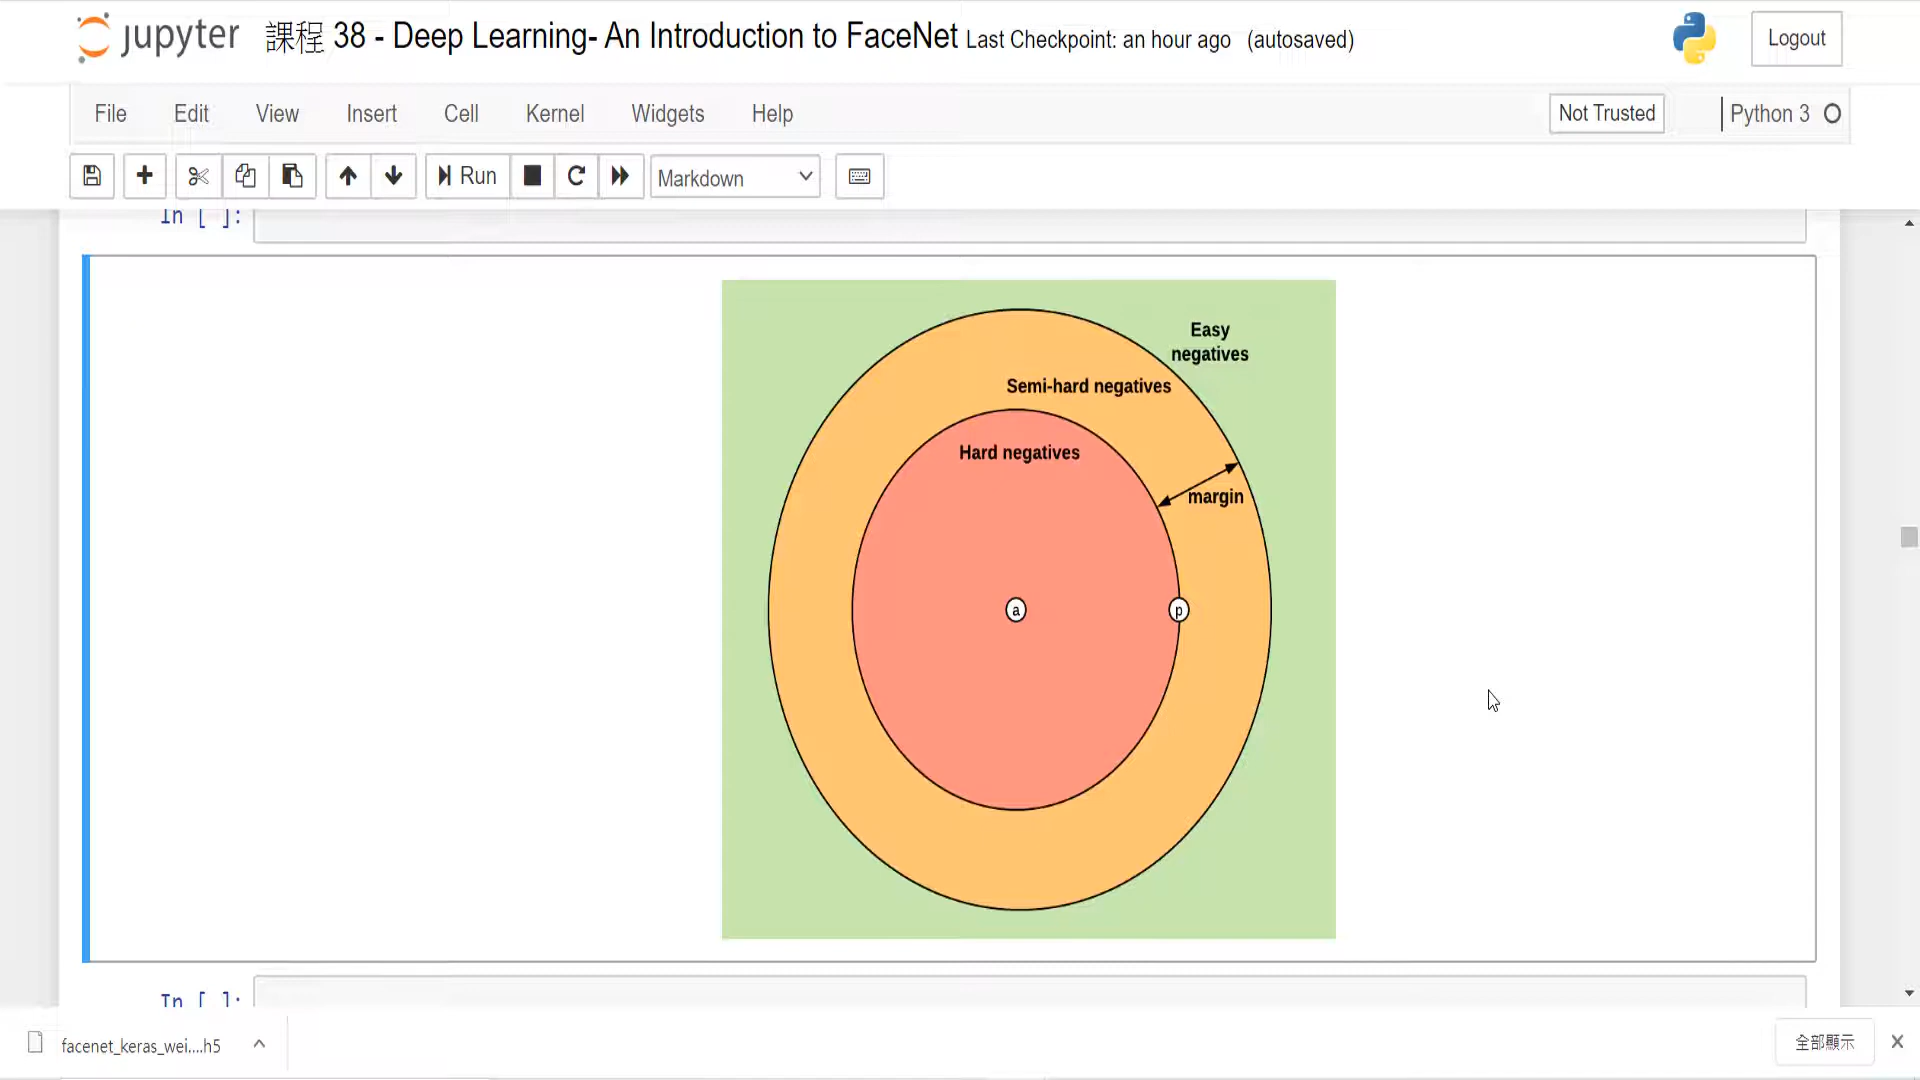 jupyter 課程 38 - Deep Learning- An Introduction to FaceNet Last Checkpoint: an hour ago (autosaved) Logout
File Edit View Insert Cell Kernel Widgets Help Not Trusted Python 3
Run Markdown
In [ ]:
Easy
negatives
Semi-hard negatives
Hard negatives
margin
a p
In [ ]:
facenet_keras_wei....h5 全部顯示